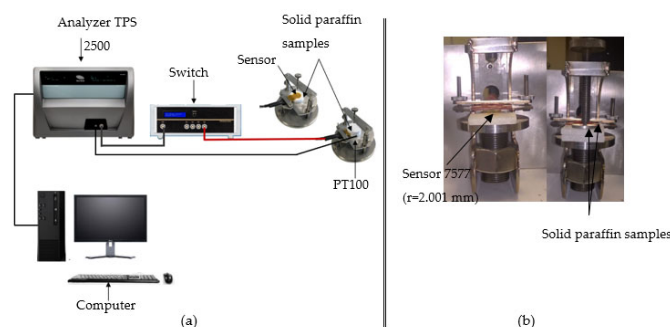 Analyzer TPS
2500
Switch
Sensor
Solid paraffin
samples
PT100
Computer
(a)
Sensor 7577
(r=2.001 mm)
Solid paraffin samples
(b)